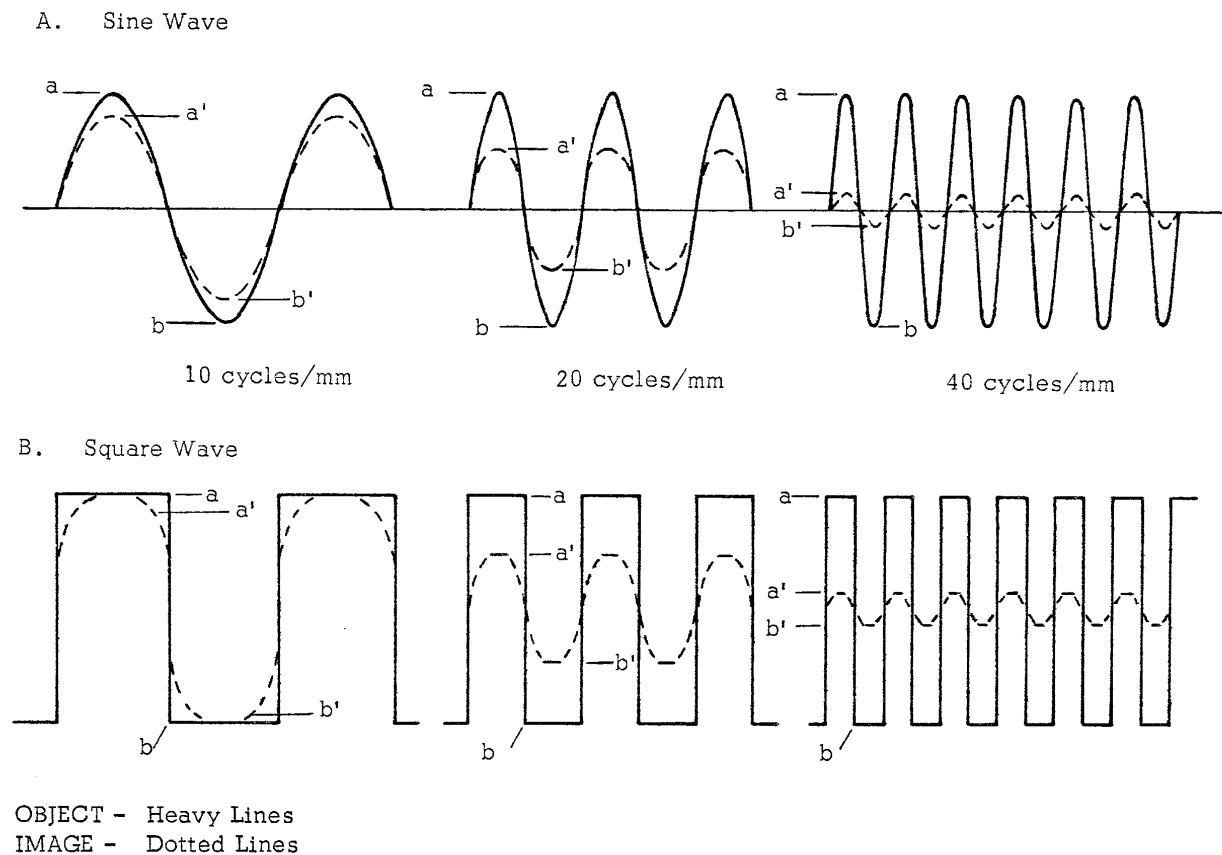 A. Sine Wave
a
a'
b'
b
a
a'
b'
b
a
a'
b'
b
10 cycles/mm
20 cycles/mm
40 cycles/mm
B. Square Wave
a
a'
b'
b
a
a'
b'
b
a
a'
b'
b
OBJECT - Heavy Lines
IMAGE - Dotted Lines